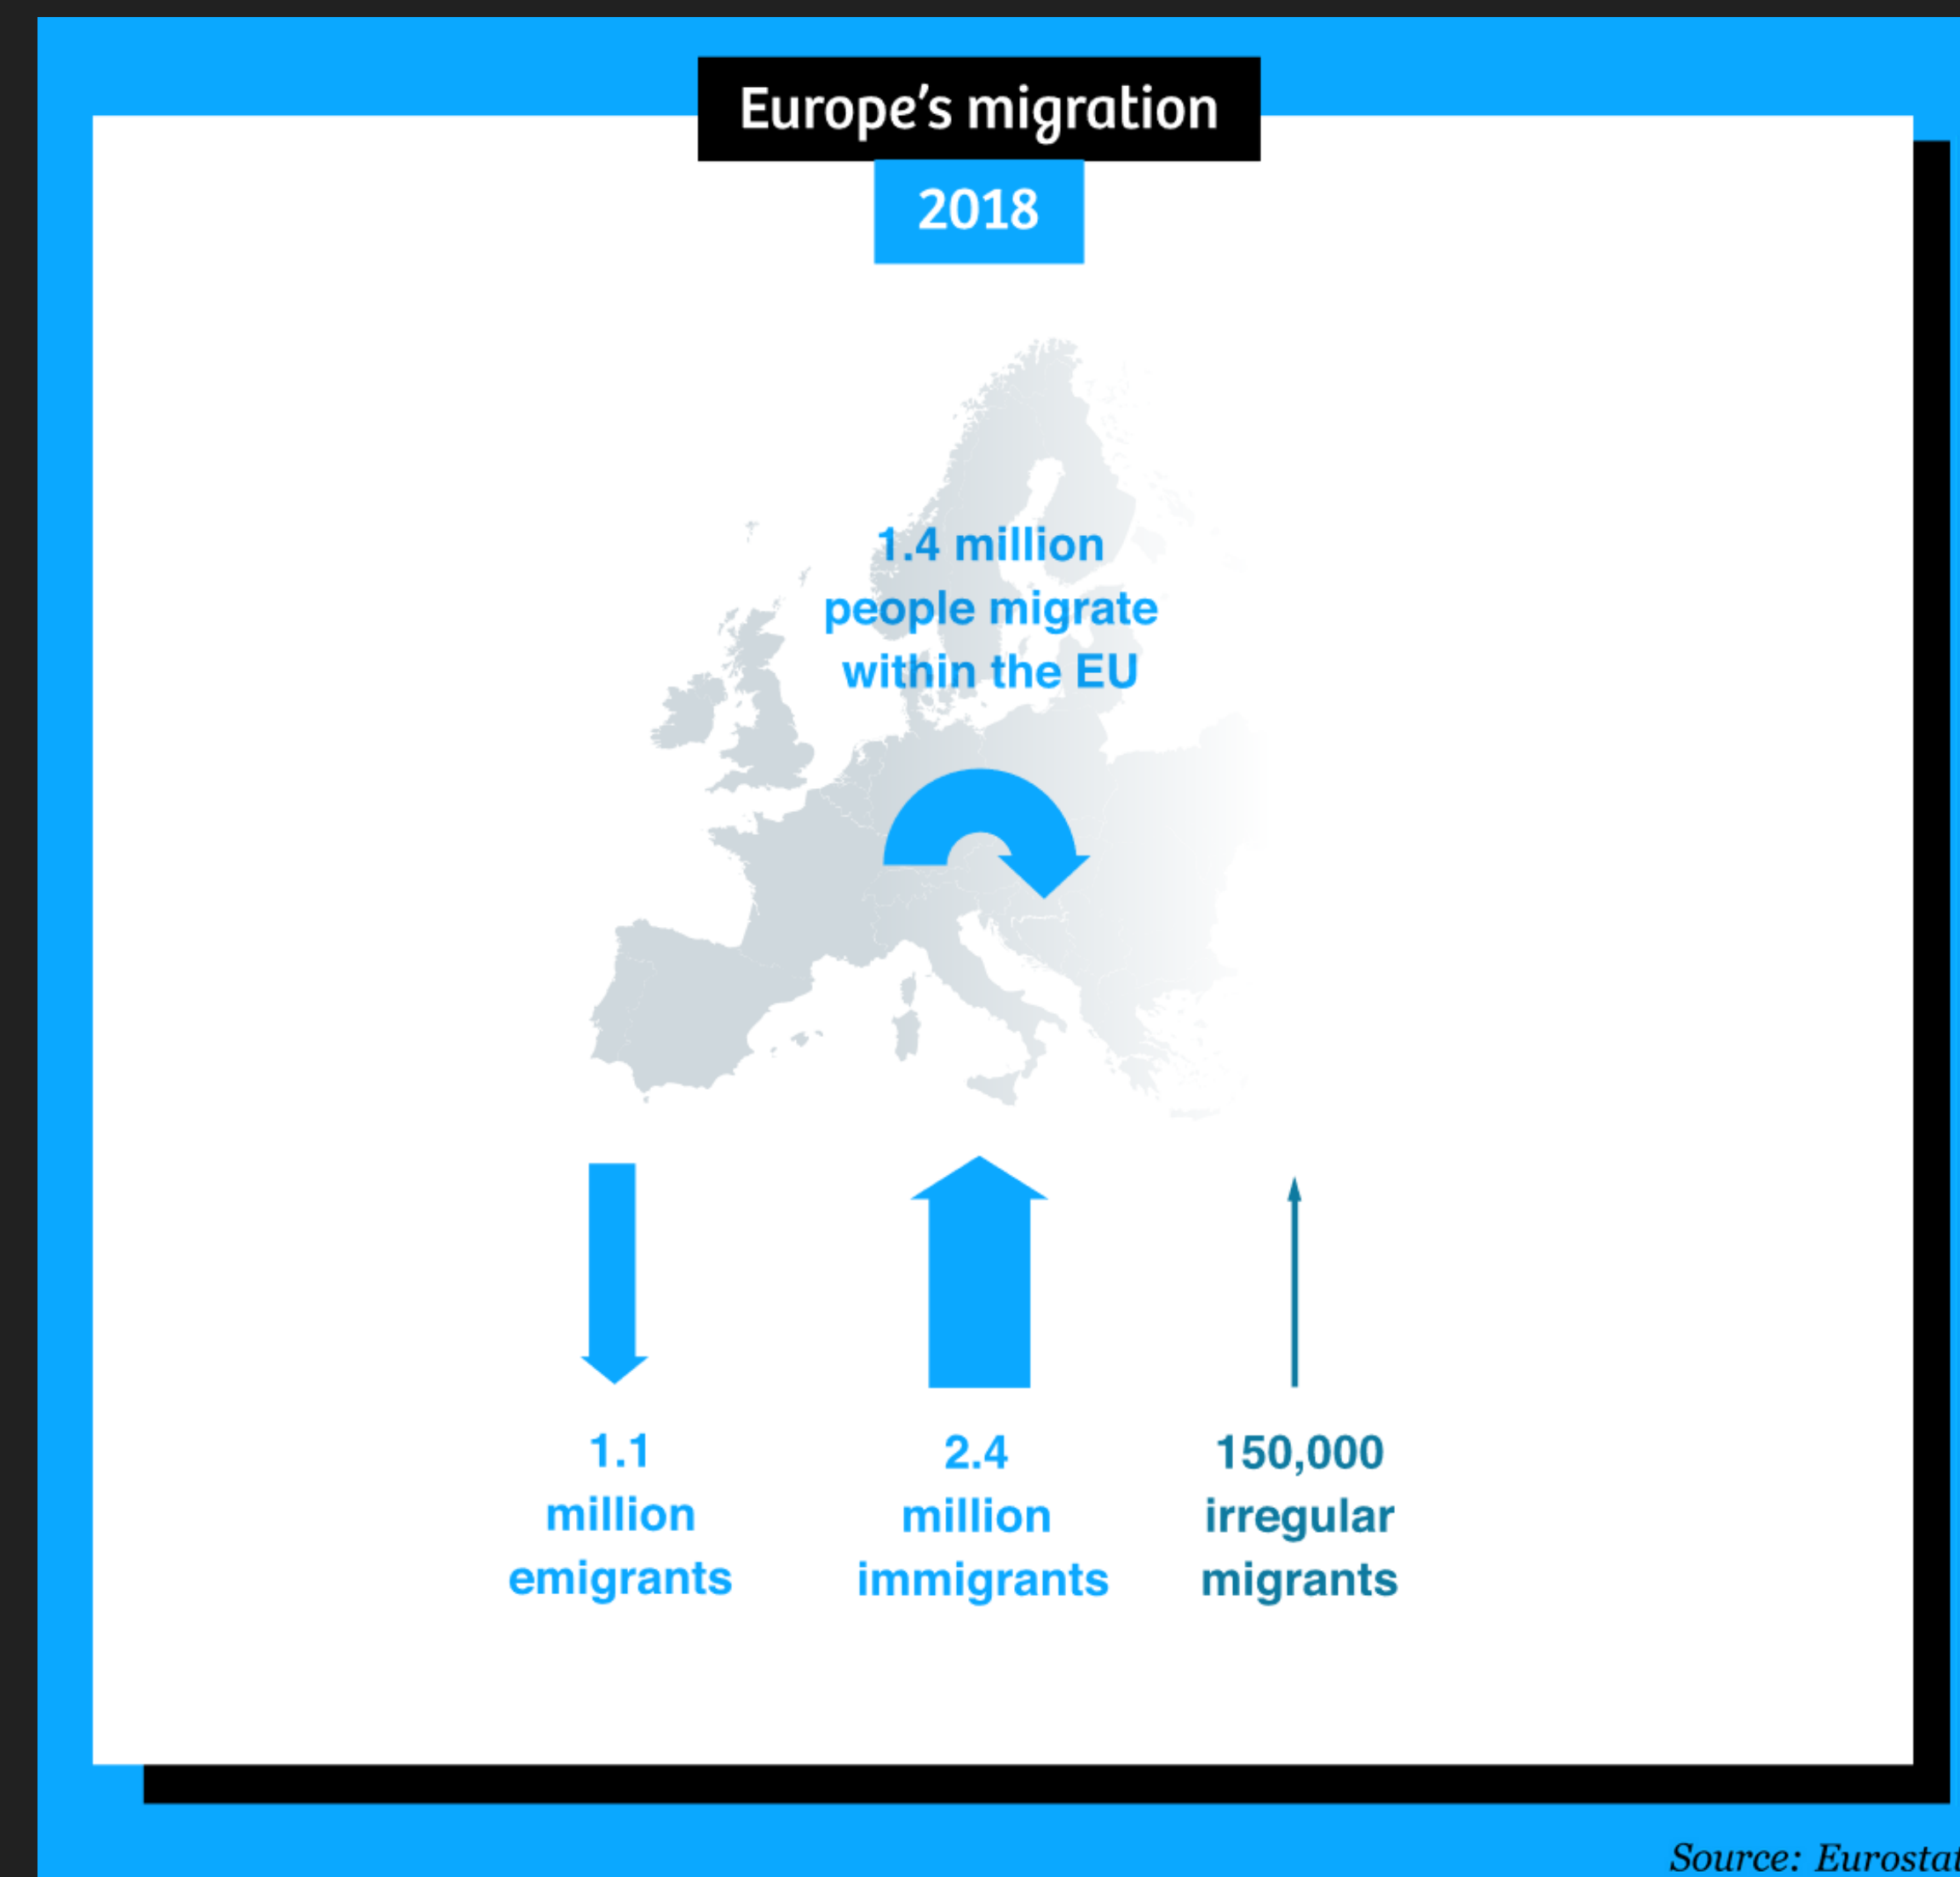 Europe’s migration
2018
1.4 million
people migrate
within the EU
1.1
million
emigrants
2.4
million
immigrants
150,000
irregular
migrants
Source: Eurostat